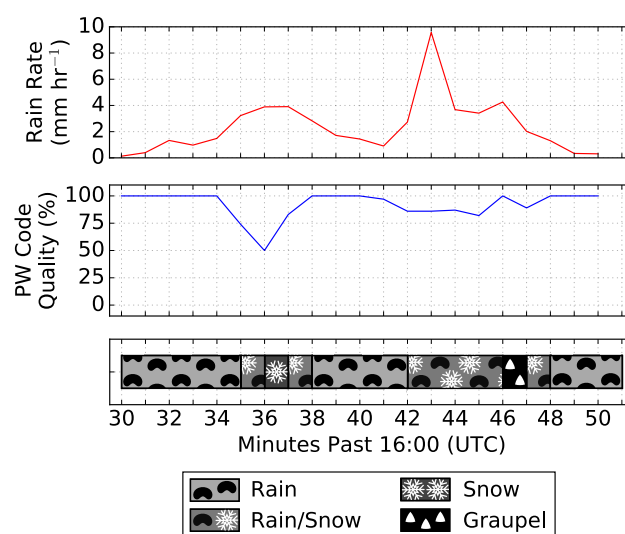 Rain Rate
(mm hr⁻¹)
10
8
6
4
2
0
PW Code
Quality (%)
100
75
50
25
0
30 32 34 36 38 40 42 44 46 48 50
Minutes Past 16:00 (UTC)
Rain Snow
Rain/Snow Graupel